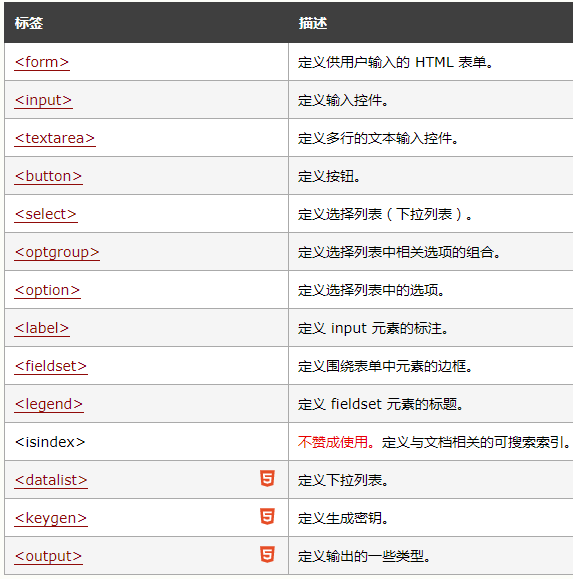 标签 描述
<form> 定义供用户输入的 HTML 表单。
<input> 定义输入控件。
<textarea> 定义多行的文本输入控件。
<button> 定义按钮。
<select> 定义选择列表（下拉列表）。
<optgroup> 定义选择列表中相关选项的组合。
<option> 定义选择列表中的选项。
<label> 定义 input 元素的标注。
<fieldset> 定义围绕表单中元素的边框。
<legend> 定义 fieldset 元素的标题。
<isindex> 不赞成使用。定义与文档相关的可搜索索引。
<datalist> 5 定义下拉列表。
<keygen> 5 定义生成密钥。
<output> 5 定义输出的一些类型。